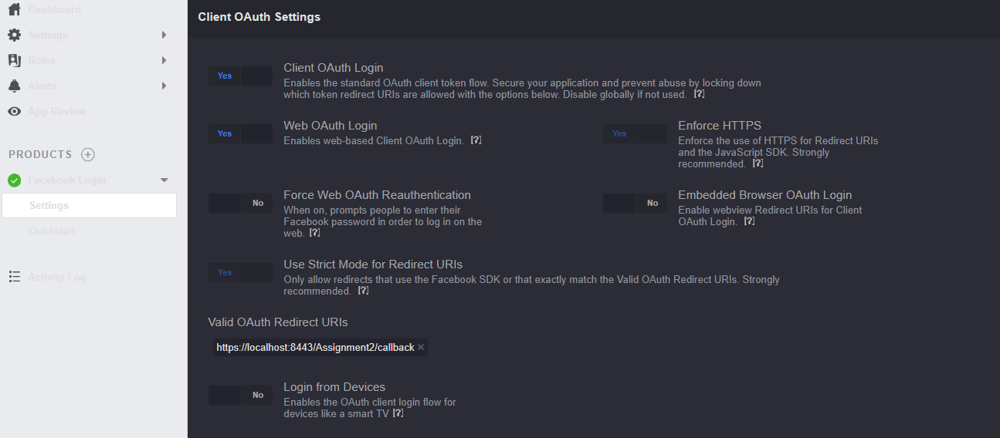 Dashboard
Settings
Roles
Alerts
App Review
PRODUCTS
Facebook Login
Settings
Quickstart
Activity Log
Client OAuth Settings
Yes
Client OAuth Login
Enables the standard OAuth client token flow. Secure your application and prevent abuse by locking down
which token redirect URIs are allowed with the options below. Disable globally if not used. [?]
Yes
Web OAuth Login
Enables web-based Client OAuth Login. [?]
Yes
Enforce HTTPS
Enforce the use of HTTPS for Redirect URIs
and the JavaScript SDK. Strongly
recommended. [?]
No
Force Web OAuth Reauthentication
When on, prompts people to enter their
Facebook password in order to log in on the
web. [?]
No
Embedded Browser OAuth Login
Enable webview Redirect URIs for Client
OAuth Login. [?]
Yes
Use Strict Mode for Redirect URIs
Only allow redirects that use the Facebook SDK or that exactly match the Valid OAuth Redirect URIs. Strongly
recommended. [?]
Valid OAuth Redirect URIs
https://localhost:8443/Assignment2/callback
No
Login from Devices
Enables the OAuth client login flow for
devices like a smart TV [?]